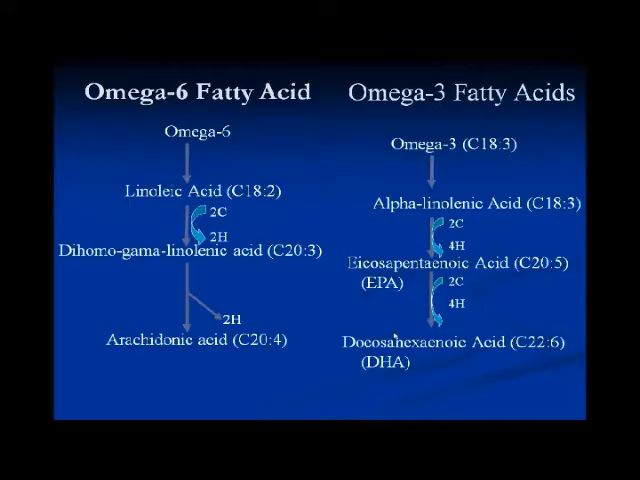 Omega-6 Fatty Acid
Omega-6
Linoleic Acid (C18:2)
2C
2H
Dihomo-gama-linolenic acid (C20:3)
2H
Arachidonic acid (C20:4)
Omega-3 Fatty Acids
Omega-3 (C18:3)
Alpha-linolenic Acid (C18:3)
2C
4H
Eicosapentaenoic Acid (C20:5)
(EPA)
2C
4H
Docosahexaenoic Acid (C22:6)
(DHA)